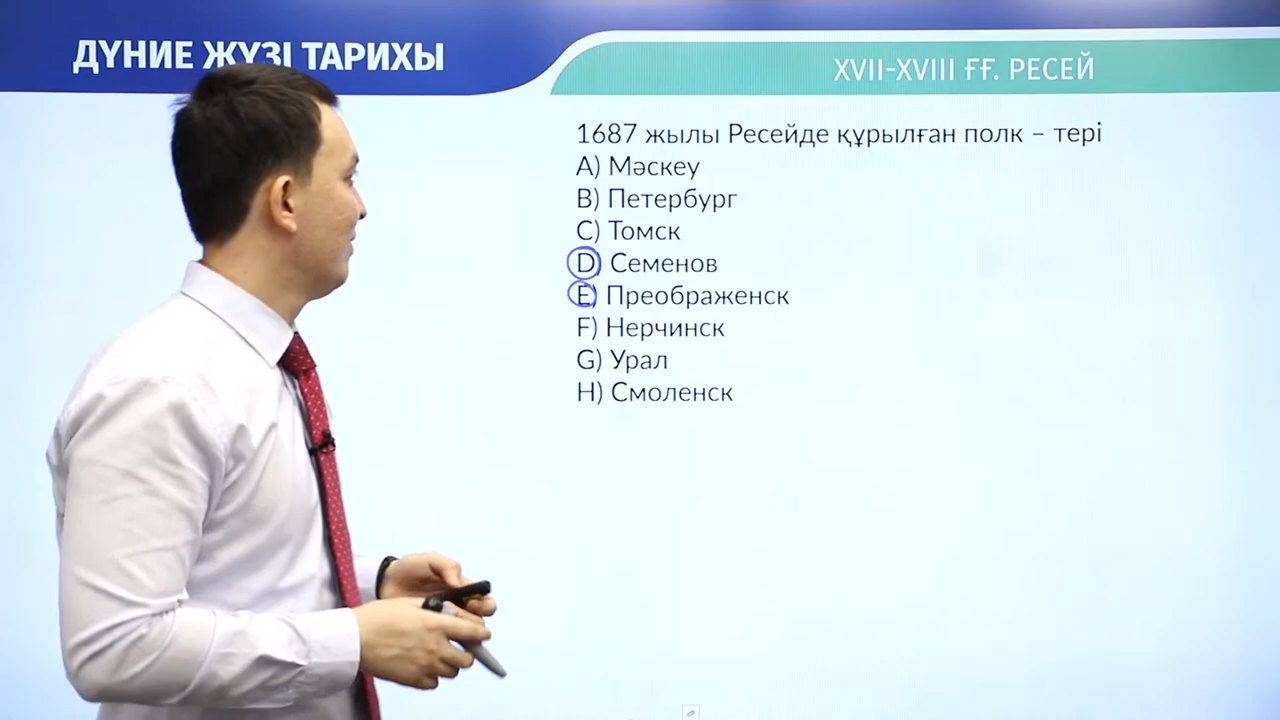 ДҮНИЕ ЖҮЗІ ТАРИХЫ
XVII-XVIII ҒҒ. РЕСЕЙ
1687 жылы Ресейде құрылған полк – тері
A) Мәскеу
B) Петербург
C) Томск
D) Семенов
E) Преображенск
F) Нерчинск
G) Урал
H) Смоленск